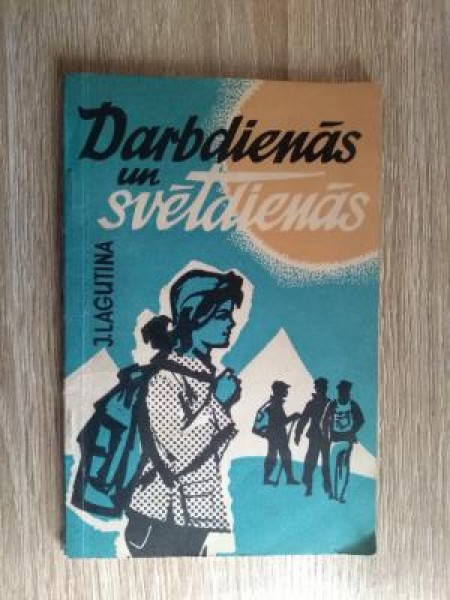 Darbdienās
un
svētdienās
J. LAGUTINA